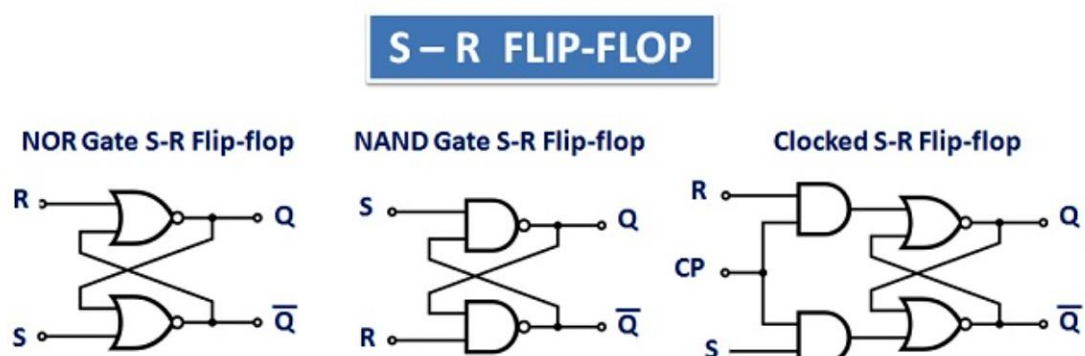 S – R FLIP-FLOP
NOR Gate S-R Flip-flop
R
Q
S
Q̅
NAND Gate S-R Flip-flop
S
Q
R
Q̅
Clocked S-R Flip-flop
R
Q
CP
S
Q̅